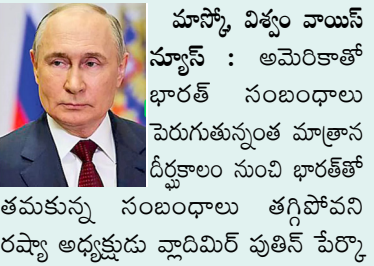 మాస్కో, విశ్వం వాయిస్
న్యూస్ : అమెరికాతో
భారత్ సంబంధాలు
పెరుగుతున్నంత మాత్రాన
దీర్ఘకాలం నుంచి భారత్‌తో
తమకున్న సంబంధాలు తగ్గిపోవని
రష్యా అధ్యక్షుడు వ్లాదిమిర్ పుతిన్ పేర్కొ